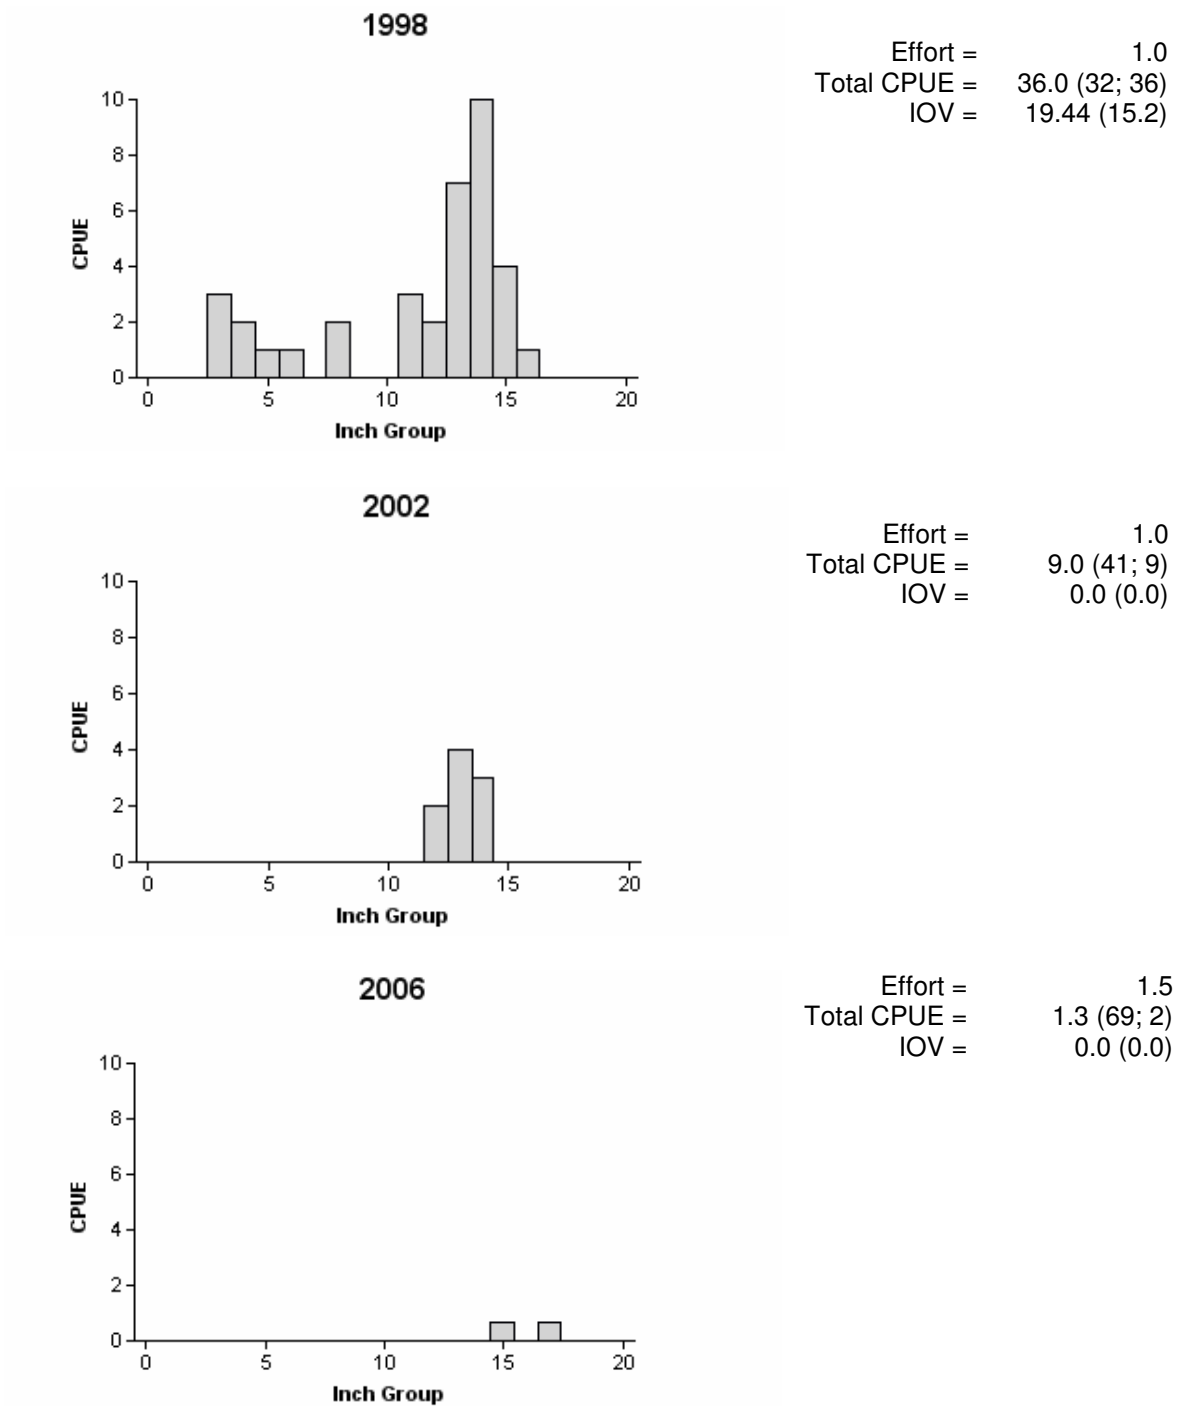 1998
Effort = 1.0
Total CPUE = 36.0 (32; 36)
IOV = 19.44 (15.2)
10
8
6
4
2
0
CPUE
0 5 10 15 20
Inch Group
2002
Effort = 1.0
Total CPUE = 9.0 (41; 9)
IOV = 0.0 (0.0)
10
8
6
4
2
0
CPUE
0 5 10 15 20
Inch Group
2006
Effort = 1.5
Total CPUE = 1.3 (69; 2)
IOV = 0.0 (0.0)
10
8
6
4
2
0
CPUE
0 5 10 15 20
Inch Group